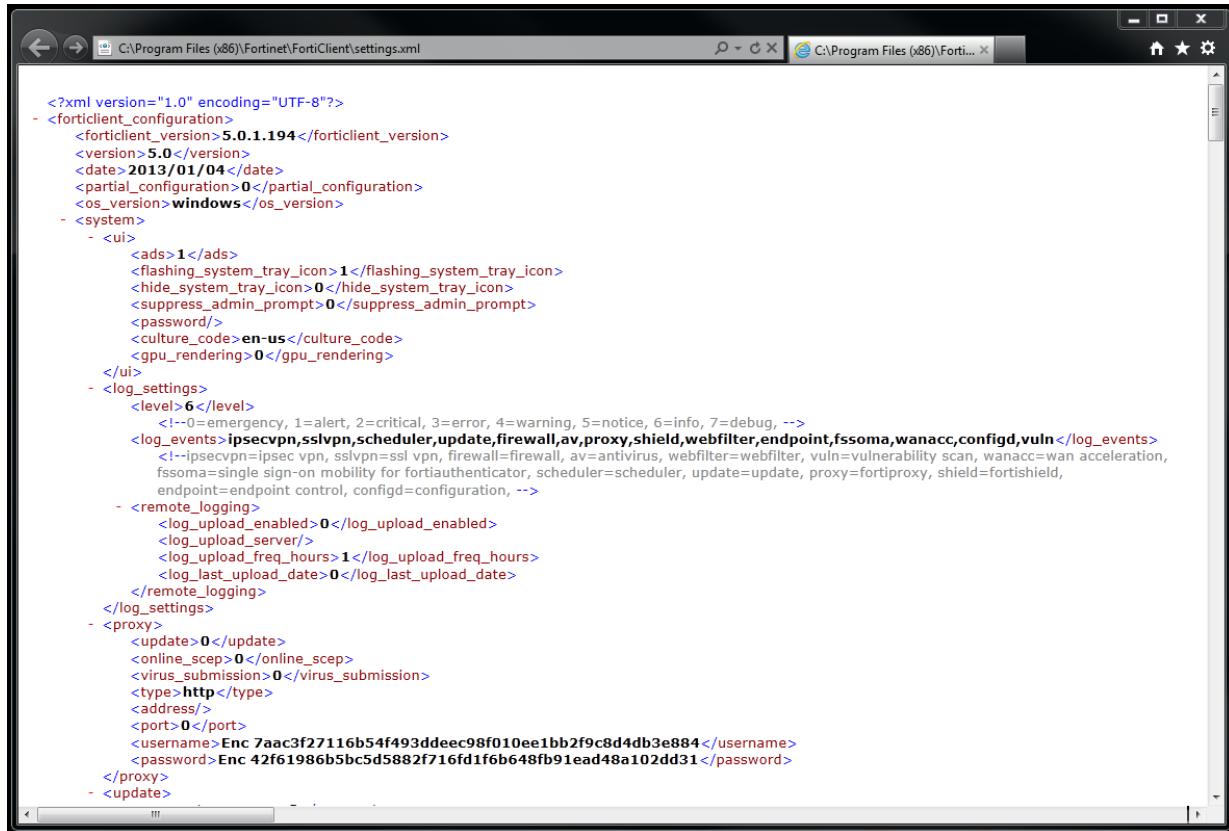 C:\Program Files (x86)\Fortinet\FortiClient\settings.xml
C:\Program Files (x86)\Forti...
<?xml version="1.0" encoding="UTF-8"?>
- <forticlient_configuration>
<forticlient_version>5.0.1.194</forticlient_version>
<version>5.0</version>
<date>2013/01/04</date>
<partial_configuration>0</partial_configuration>
<os_version>windows</os_version>
- <system>
- <ui>
<ads>1</ads>
<flashing_system_tray_icon>1</flashing_system_tray_icon>
<hide_system_tray_icon>0</hide_system_tray_icon>
<suppress_admin_prompt>0</suppress_admin_prompt>
<password/>
<culture_code>en-us</culture_code>
<gpu_rendering>0</gpu_rendering>
</ui>
- <log_settings>
<level>6</level>
<!--0=emergency, 1=alert, 2=critical, 3=error, 4=warning, 5=notice, 6=info, 7=debug, -->
<log_events>ipsecvpn,sslvpn,scheduler,update,firewall,av,proxy,shield,webfilter,endpoint,fssoma,wanacc,configd,vuln</log_events>
<!--ipsecvpn=ipsec vpn, sslvpn=ssl vpn, firewall=firewall, av=antivirus, webfilter=webfilter, vuln=vulnerability scan, wanacc=wan acceleration,
fssoma=single sign-on mobility for fortiauthenticator, scheduler=scheduler, update=update, proxy=fortiproxy, shield=fortishield,
endpoint=endpoint control, configd=configuration, -->
- <remote_logging>
<log_upload_enabled>0</log_upload_enabled>
<log_upload_server/>
<log_upload_freq_hours>1</log_upload_freq_hours>
<log_last_upload_date>0</log_last_upload_date>
</remote_logging>
</log_settings>
- <proxy>
<update>0</update>
<online_scep>0</online_scep>
<virus_submission>0</virus_submission>
<type>http</type>
<address/>
<port>0</port>
<username>Enc 7aac3f27116b54f493ddeec98f010ee1bb2f9c8d4db3e884</username>
<password>Enc 42f61986b5bc5d5882f716fd1f6b648fb91ead48a102dd31</password>
</proxy>
- <update>